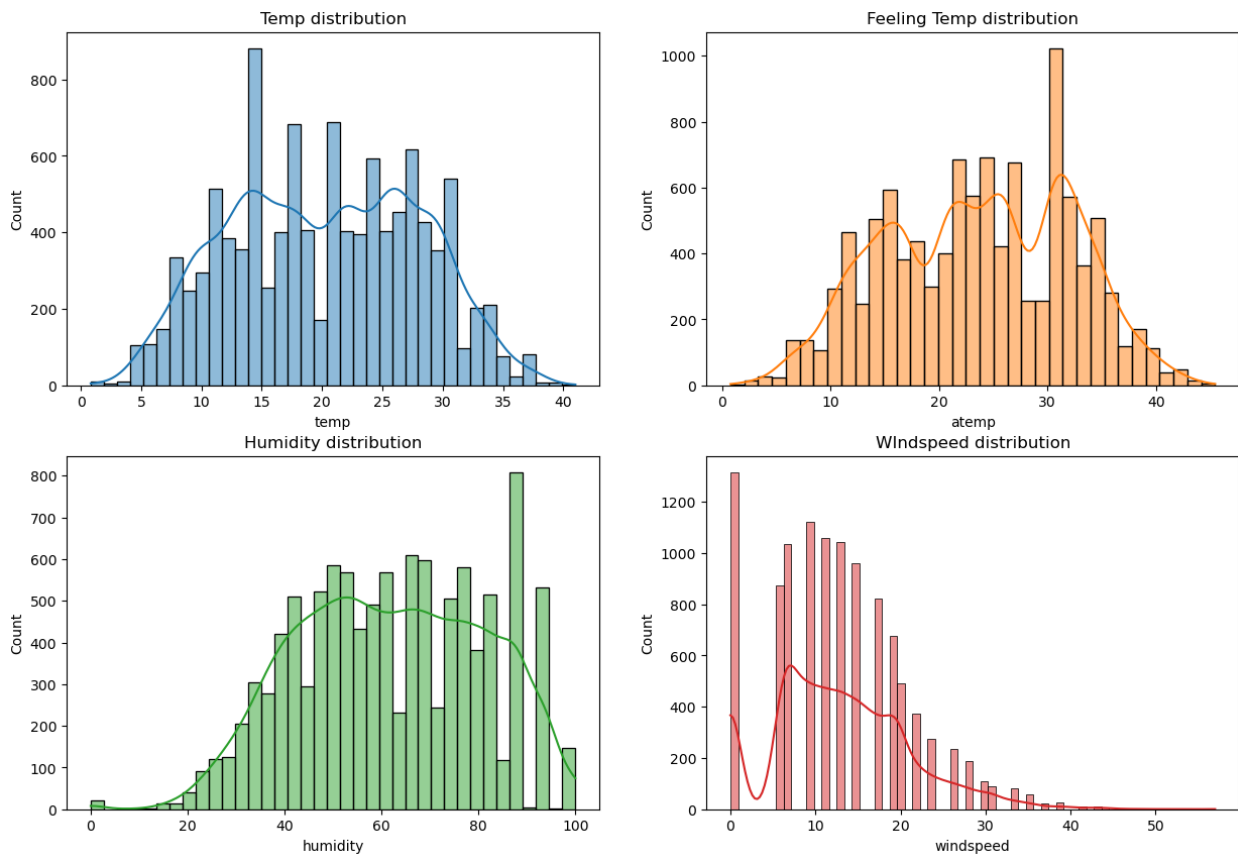 Temp distribution
Count
800
600
400
200
0
0 5 10 15 20 25 30 35 40
temp
Feeling Temp distribution
Count
1000
800
600
400
200
0
10 20 30 40
atemp
Humidity distribution
Count
800
700
600
500
400
300
200
100
0
0 20 40 60 80 100
humidity
WIndspeed distribution
Count
1200
1000
800
600
400
200
0
0 10 20 30 40 50
windspeed